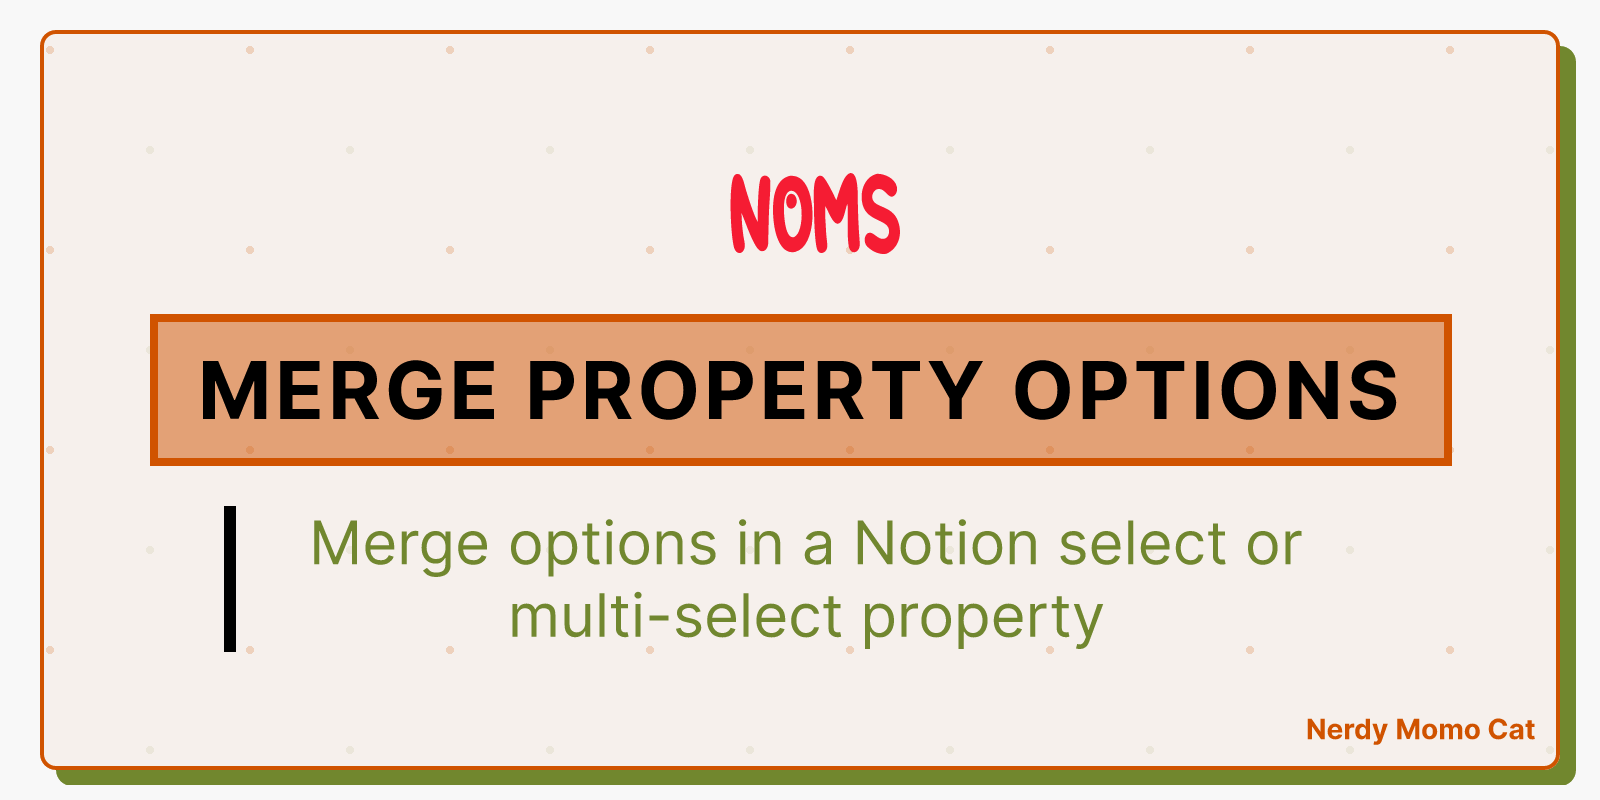 NOMS
MERGE PROPERTY OPTIONS
Merge options in a Notion select or
multi-select property
Nerdy Momo Cat